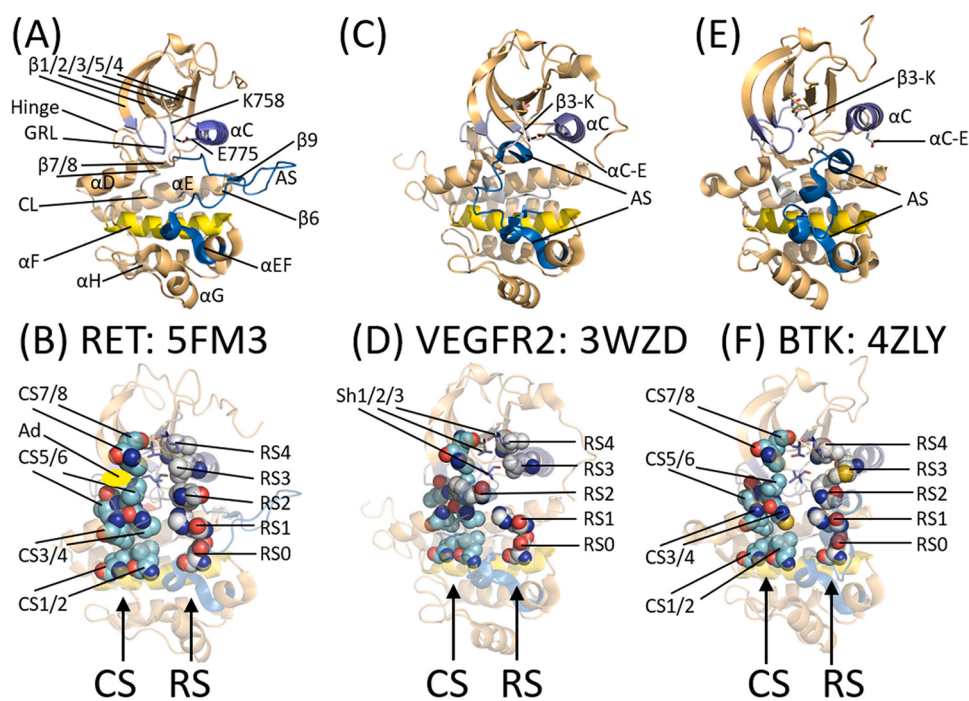 (A)
β1/2/3/5/4
Hinge
GRL
β7/8
αD
αE
CL
αF
αH
αG
K758
αC
E775
β9
AS
β6
αEF
(C)
β3-K
αC
αC-E
AS
(E)
β3-K
αC
αC-E
AS
(B) RET: 5FM3
CS7/8
Ad
CS5/6
CS3/4
CS1/2
RS4
RS3
RS2
RS1
RS0
CS RS
(D) VEGFR2: 3WZD
Sh1/2/3
RS4
RS3
RS2
RS1
RS0
CS RS
(F) BTK: 4ZLY
CS7/8
CS5/6
CS3/4
CS1/2
RS4
RS3
RS2
RS1
RS0
CS RS